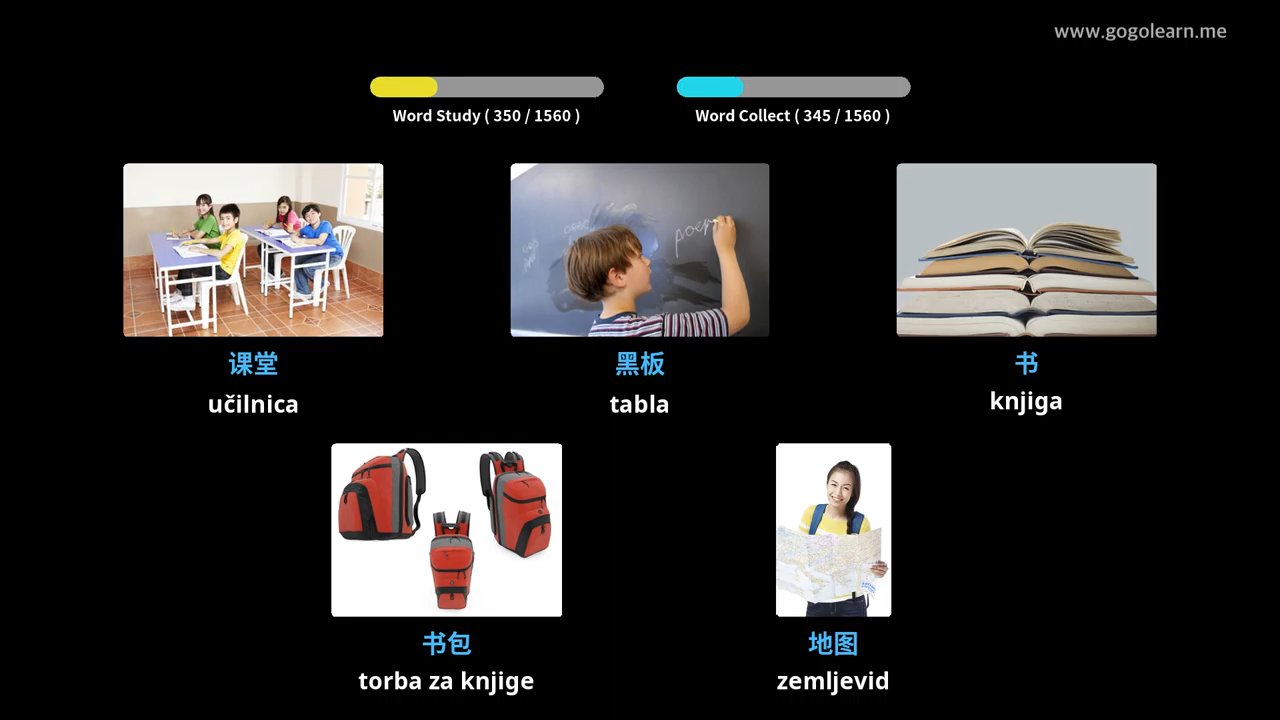 www.gogolearn.me
Word Study ( 350 / 1560 )
Word Collect ( 345 / 1560 )
poer
课堂
učilnica
黑板
tabla
书
knjiga
书包
torba za knjige
地图
zemljevid